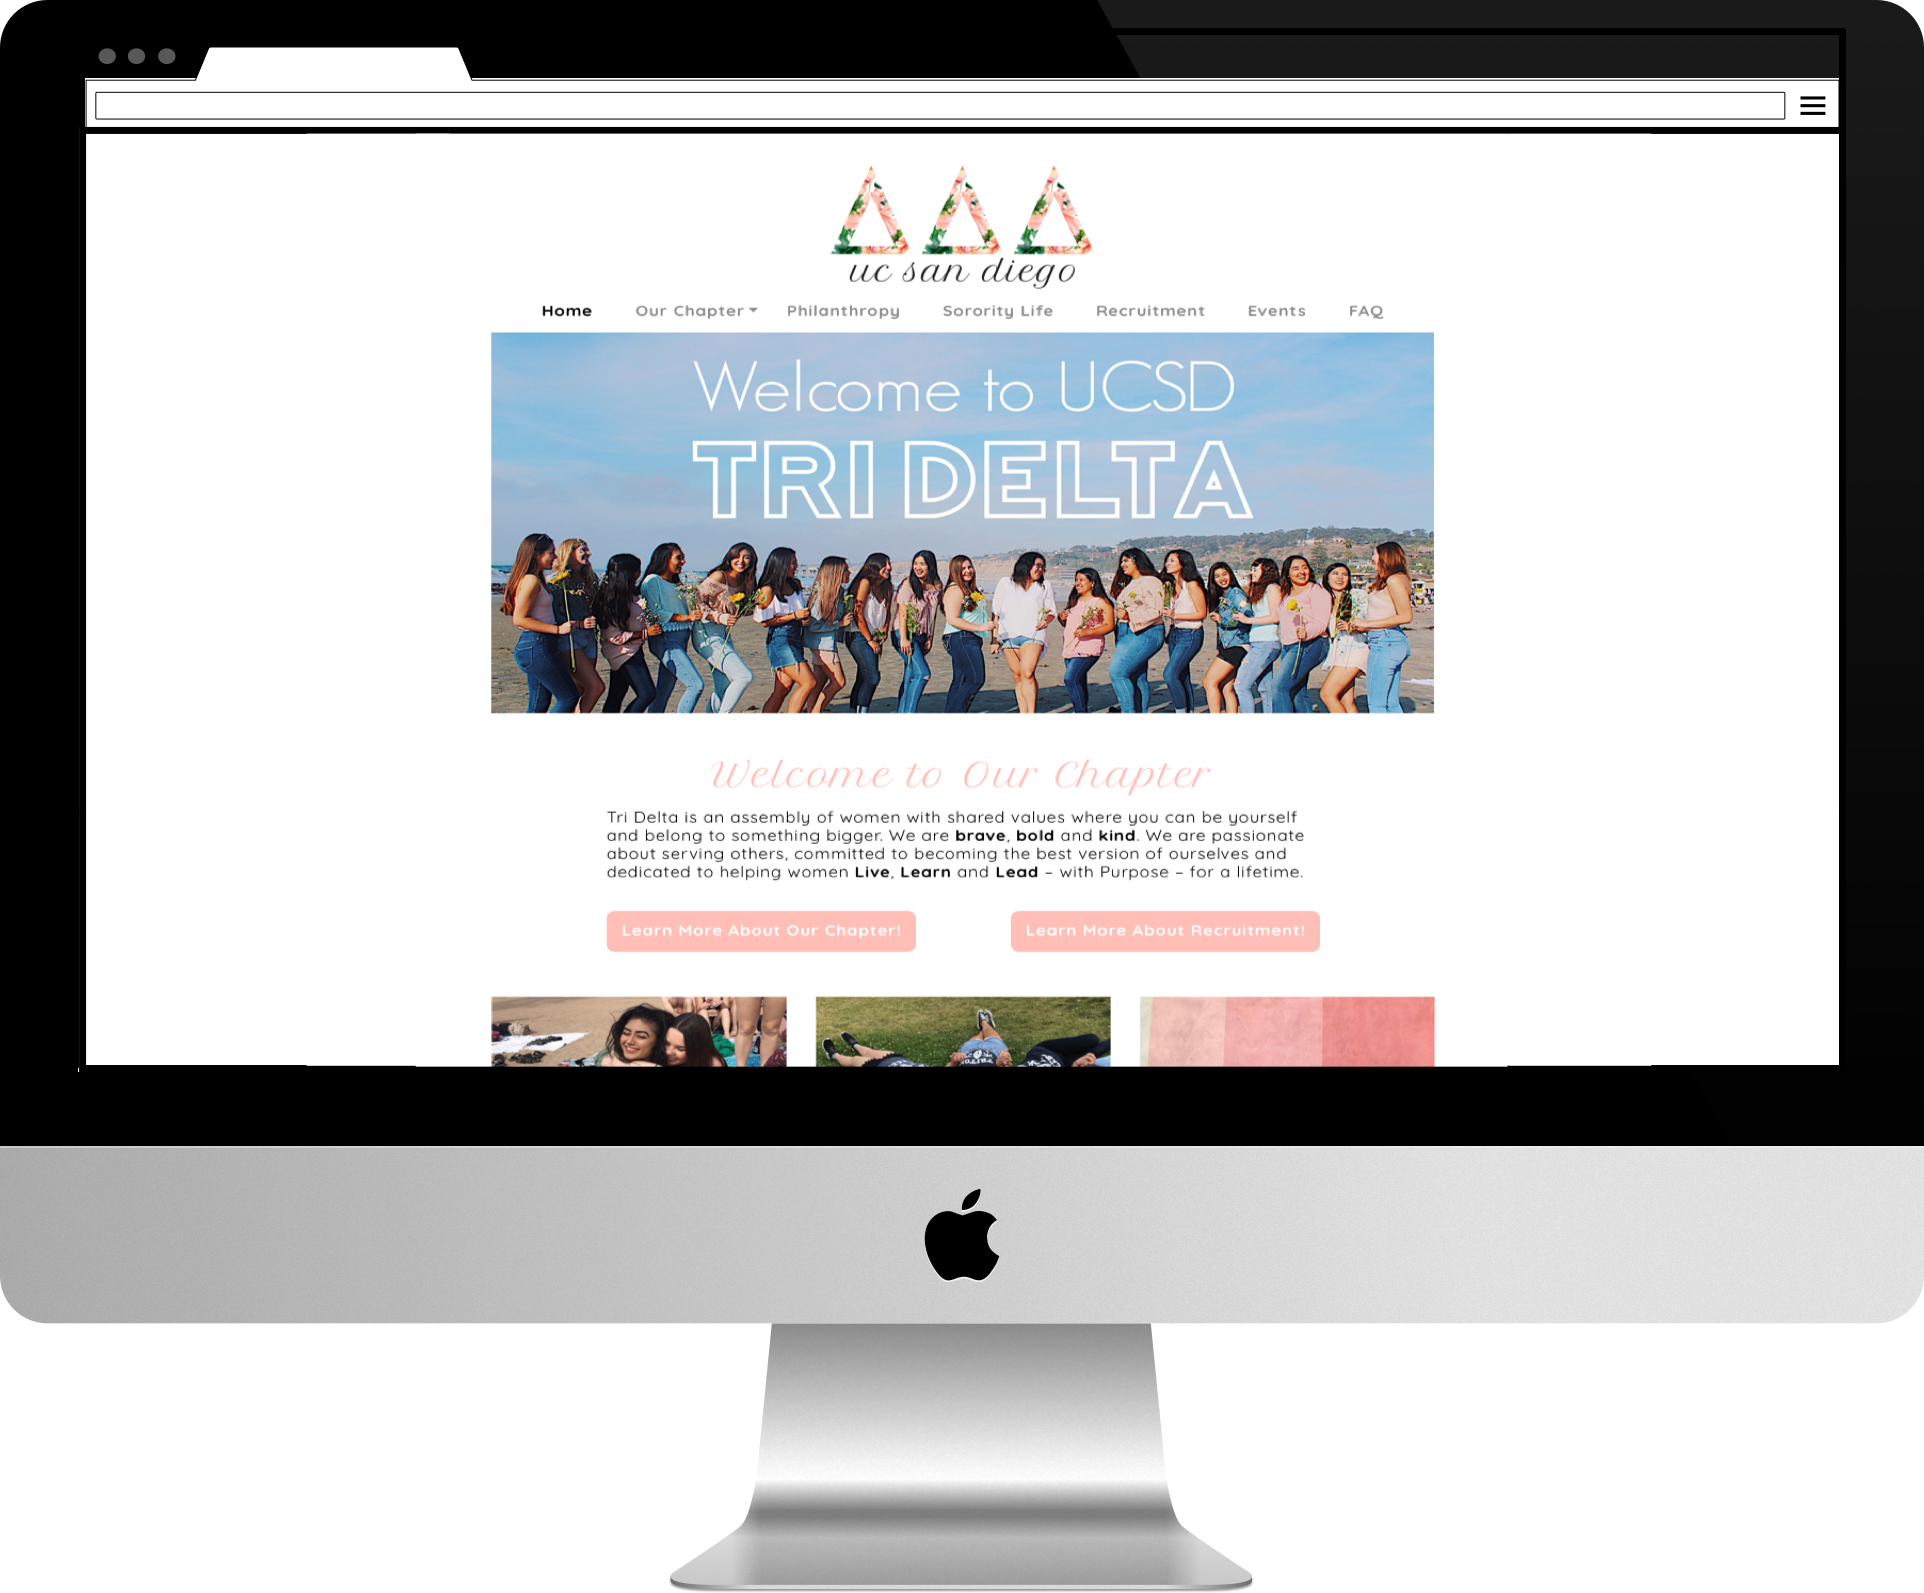 ΔΔΔ
uc san diego
Home Our Chapter Philanthropy Sorority Life Recruitment Events FAQ
Welcome to UCSD
TRI DELTA
Welcome to Our Chapter
Tri Delta is an assembly of women with shared values where you can be yourself
and belong to something bigger. We are brave, bold and kind. We are passionate
about serving others, committed to becoming the best version of ourselves and
dedicated to helping women Live, Learn and Lead – with Purpose – for a lifetime.
Learn More About Our Chapter! Learn More About Recruitment!